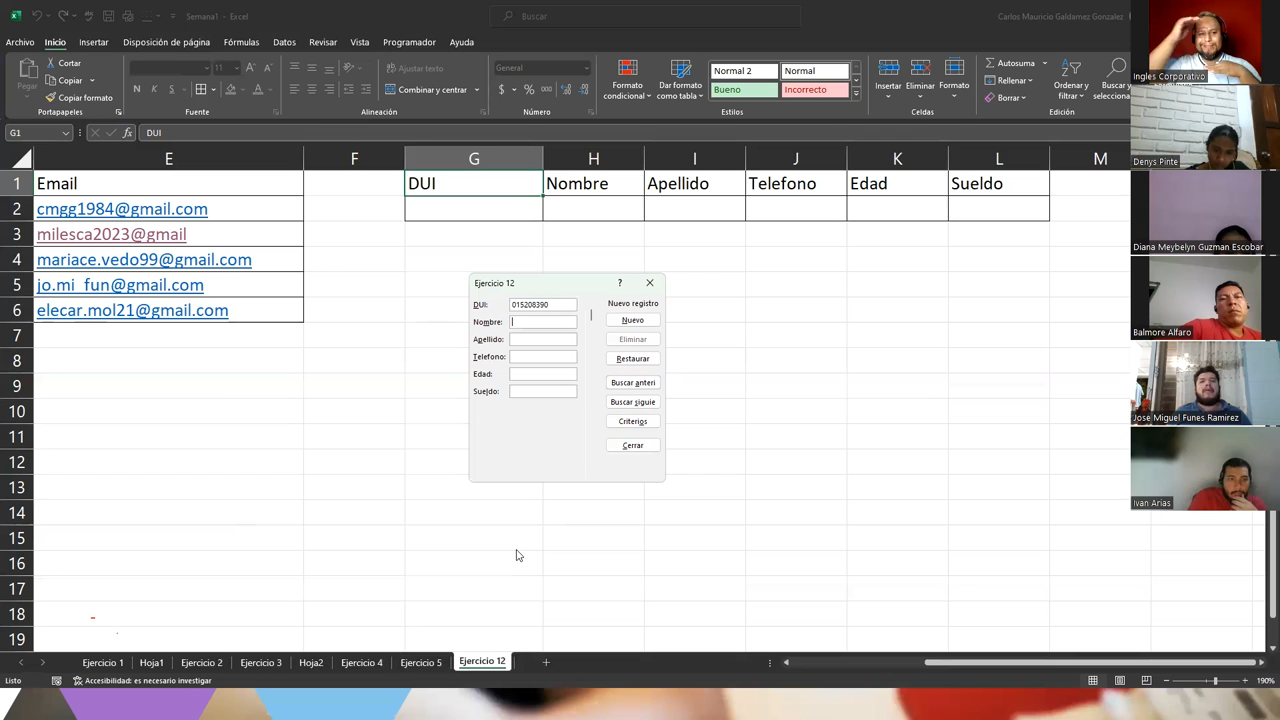 Semana1 - Excel
Buscar
Carlos Mauricio Galdamez Gonzalez
Archivo
Inicio
Insertar
Disposición de página
Fórmulas
Datos
Revisar
Vista
Programador
Ayuda
Pegar
Cortar
Copiar
Copiar formato
Portapapeles
11
N K S
Fuente
Ajustar texto
Combinar y centrar
Alineación
General
Número
Formato condicional
Dar formato como tabla
Normal 2
Normal
Bueno
Incorrecto
Estilos
Insertar
Eliminar
Formato
Celdas
Autosuma
Rellenar
Borrar
Ordenar y filtrar
Buscar y
selecciona
Edición
G1
fx
DUI
E F G H I J K L M
1 Email DUI Nombre Apellido Telefono Edad Sueldo
2 cmgg1984@gmail.com
3 milesca2023@gmail
4 mariace.vedo99@gmail.com
5 jo.mi_fun@gmail.com
6 elecar.mol21@gmail.com
7
8
9
10
11
12
13
14
15
16
17
18
19
Ejercicio 12
?
DUI: 015208390
Nombre:
Apellido:
Telefono:
Edad:
Sueldo:
Nuevo registro
Nuevo
Eliminar
Restaurar
Buscar anteri
Buscar siguie
Criterios
Cerrar
Ingles Corporativo
Denys Pinte
Diana Meybelyn Guzman Escobar
Balmore Alfaro
Jose Miguel Funes Ramirez
Ivan Arias
Ejercicio 1
Hoja1
Ejercicio 2
Ejercicio 3
Hoja2
Ejercicio 4
Ejercicio 5
Ejercicio 12
Listo
Accesibilidad: es necesario investigar
190%